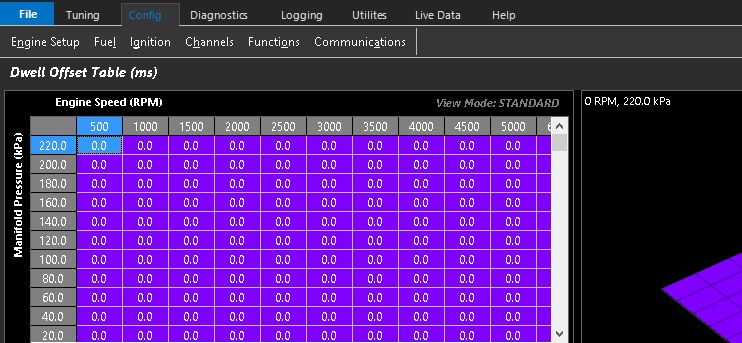 File Tuning Config Diagnostics Logging Utilites Live Data Help
Engine Setup Fuel Ignition Channels Functions Communications
Dwell Offset Table (ms)
Engine Speed (RPM) View Mode: STANDARD
0 RPM, 220.0 kPa
Manifold Pressure (kPa)
500 1000 1500 2000 2500 3000 3500 4000 4500 5000
220.0 0.0 0.0 0.0 0.0 0.0 0.0 0.0 0.0 0.0 0.0
200.0 0.0 0.0 0.0 0.0 0.0 0.0 0.0 0.0 0.0 0.0
180.0 0.0 0.0 0.0 0.0 0.0 0.0 0.0 0.0 0.0 0.0
160.0 0.0 0.0 0.0 0.0 0.0 0.0 0.0 0.0 0.0 0.0
140.0 0.0 0.0 0.0 0.0 0.0 0.0 0.0 0.0 0.0 0.0
120.0 0.0 0.0 0.0 0.0 0.0 0.0 0.0 0.0 0.0 0.0
100.0 0.0 0.0 0.0 0.0 0.0 0.0 0.0 0.0 0.0 0.0
80.0 0.0 0.0 0.0 0.0 0.0 0.0 0.0 0.0 0.0 0.0
60.0 0.0 0.0 0.0 0.0 0.0 0.0 0.0 0.0 0.0 0.0
40.0 0.0 0.0 0.0 0.0 0.0 0.0 0.0 0.0 0.0 0.0
20.0 0.0 0.0 0.0 0.0 0.0 0.0 0.0 0.0 0.0 0.0